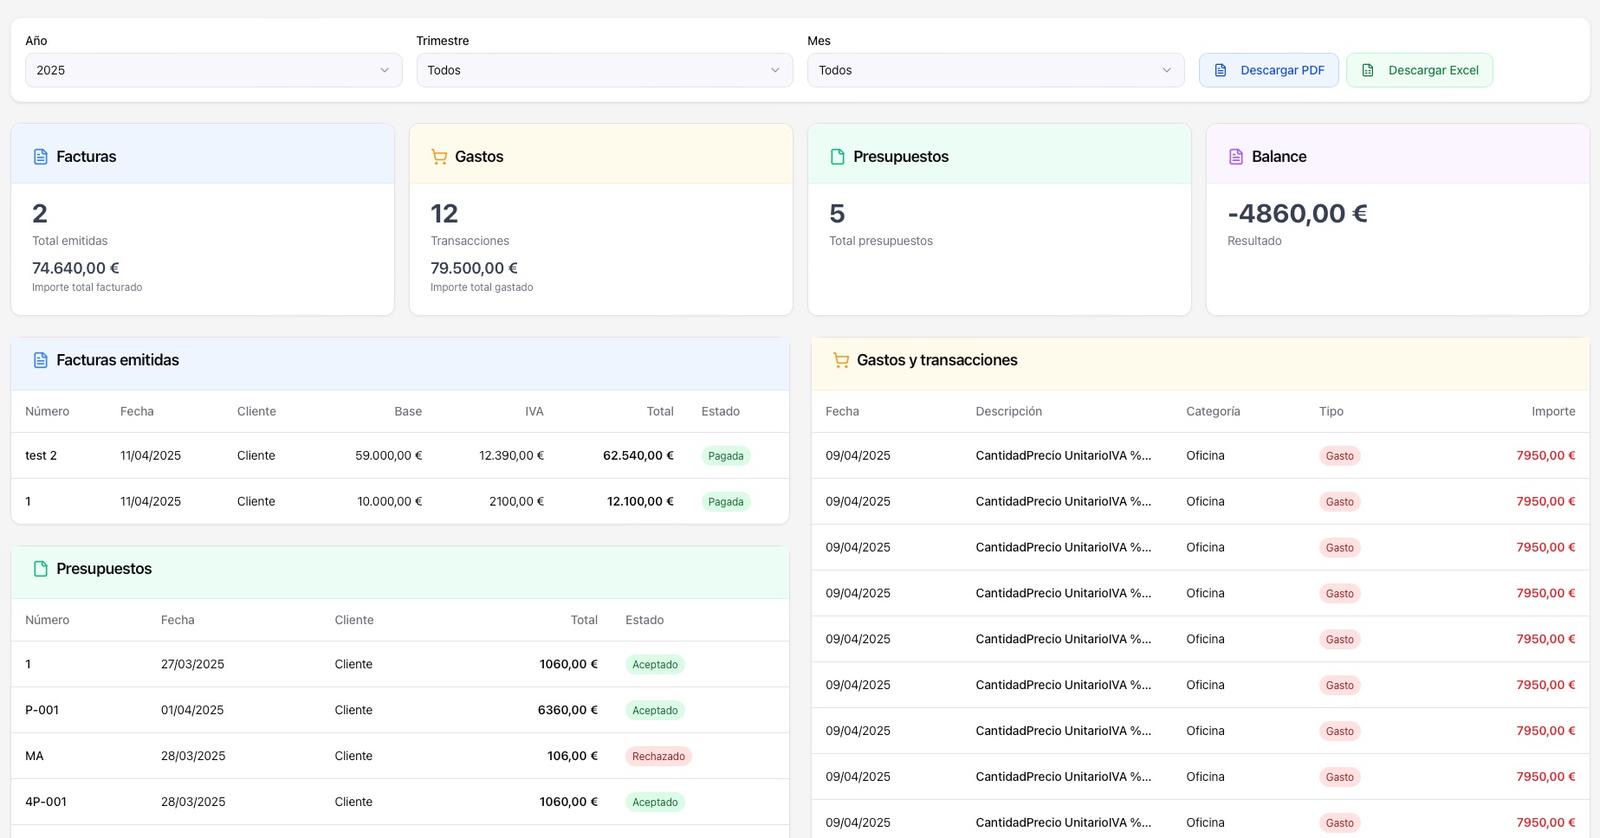 Año
Trimestre
Mes
2025
Todos
Todos
Descargar PDF
Descargar Excel
Facturas
2
Total emitidas
74.640,00 €
Importe total facturado
Gastos
12
Transacciones
79.500,00 €
Importe total gastado
Presupuestos
5
Total presupuestos
Balance
-4860,00 €
Resultado
Facturas emitidas
Número Fecha Cliente Base IVA Total Estado
test 2 11/04/2025 Cliente 59.000,00 € 12.390,00 € 62.540,00 € Pagada
1 11/04/2025 Cliente 10.000,00 € 2100,00 € 12.100,00 € Pagada
Presupuestos
Número Fecha Cliente Total Estado
1 27/03/2025 Cliente 1060,00 € Aceptado
P-001 01/04/2025 Cliente 6360,00 € Aceptado
MA 28/03/2025 Cliente 106,00 € Rechazado
4P-001 28/03/2025 Cliente 1060,00 € Aceptado
Gastos y transacciones
Fecha Descripción Categoría Tipo Importe
09/04/2025 CantidadPrecio UnitarioIVA %... Oficina Gasto 7950,00 €
09/04/2025 CantidadPrecio UnitarioIVA %... Oficina Gasto 7950,00 €
09/04/2025 CantidadPrecio UnitarioIVA %... Oficina Gasto 7950,00 €
09/04/2025 CantidadPrecio UnitarioIVA %... Oficina Gasto 7950,00 €
09/04/2025 CantidadPrecio UnitarioIVA %... Oficina Gasto 7950,00 €
09/04/2025 CantidadPrecio UnitarioIVA %... Oficina Gasto 7950,00 €
09/04/2025 CantidadPrecio UnitarioIVA %... Oficina Gasto 7950,00 €
09/04/2025 CantidadPrecio UnitarioIVA %... Oficina Gasto 7950,00 €
09/04/2025 CantidadPrecio UnitarioIVA %... Oficina Gasto 7950,00 €